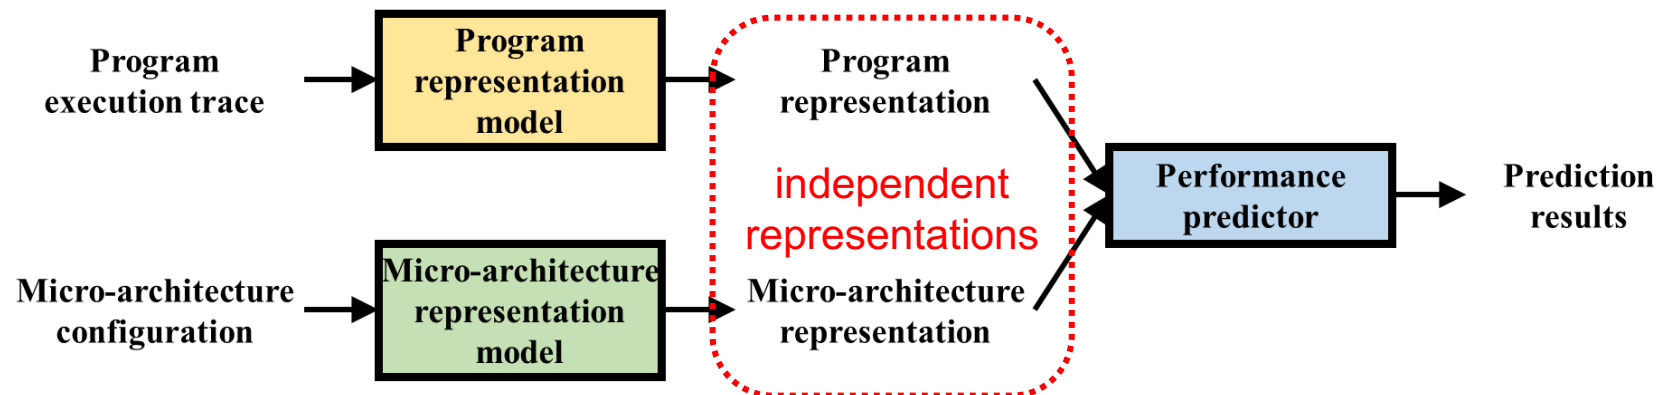 Program
execution trace
Program
representation
model
Program
representation
independent
representations
Micro-architecture
configuration
Micro-architecture
representation
model
Micro-architecture
representation
Performance
predictor
Prediction
results